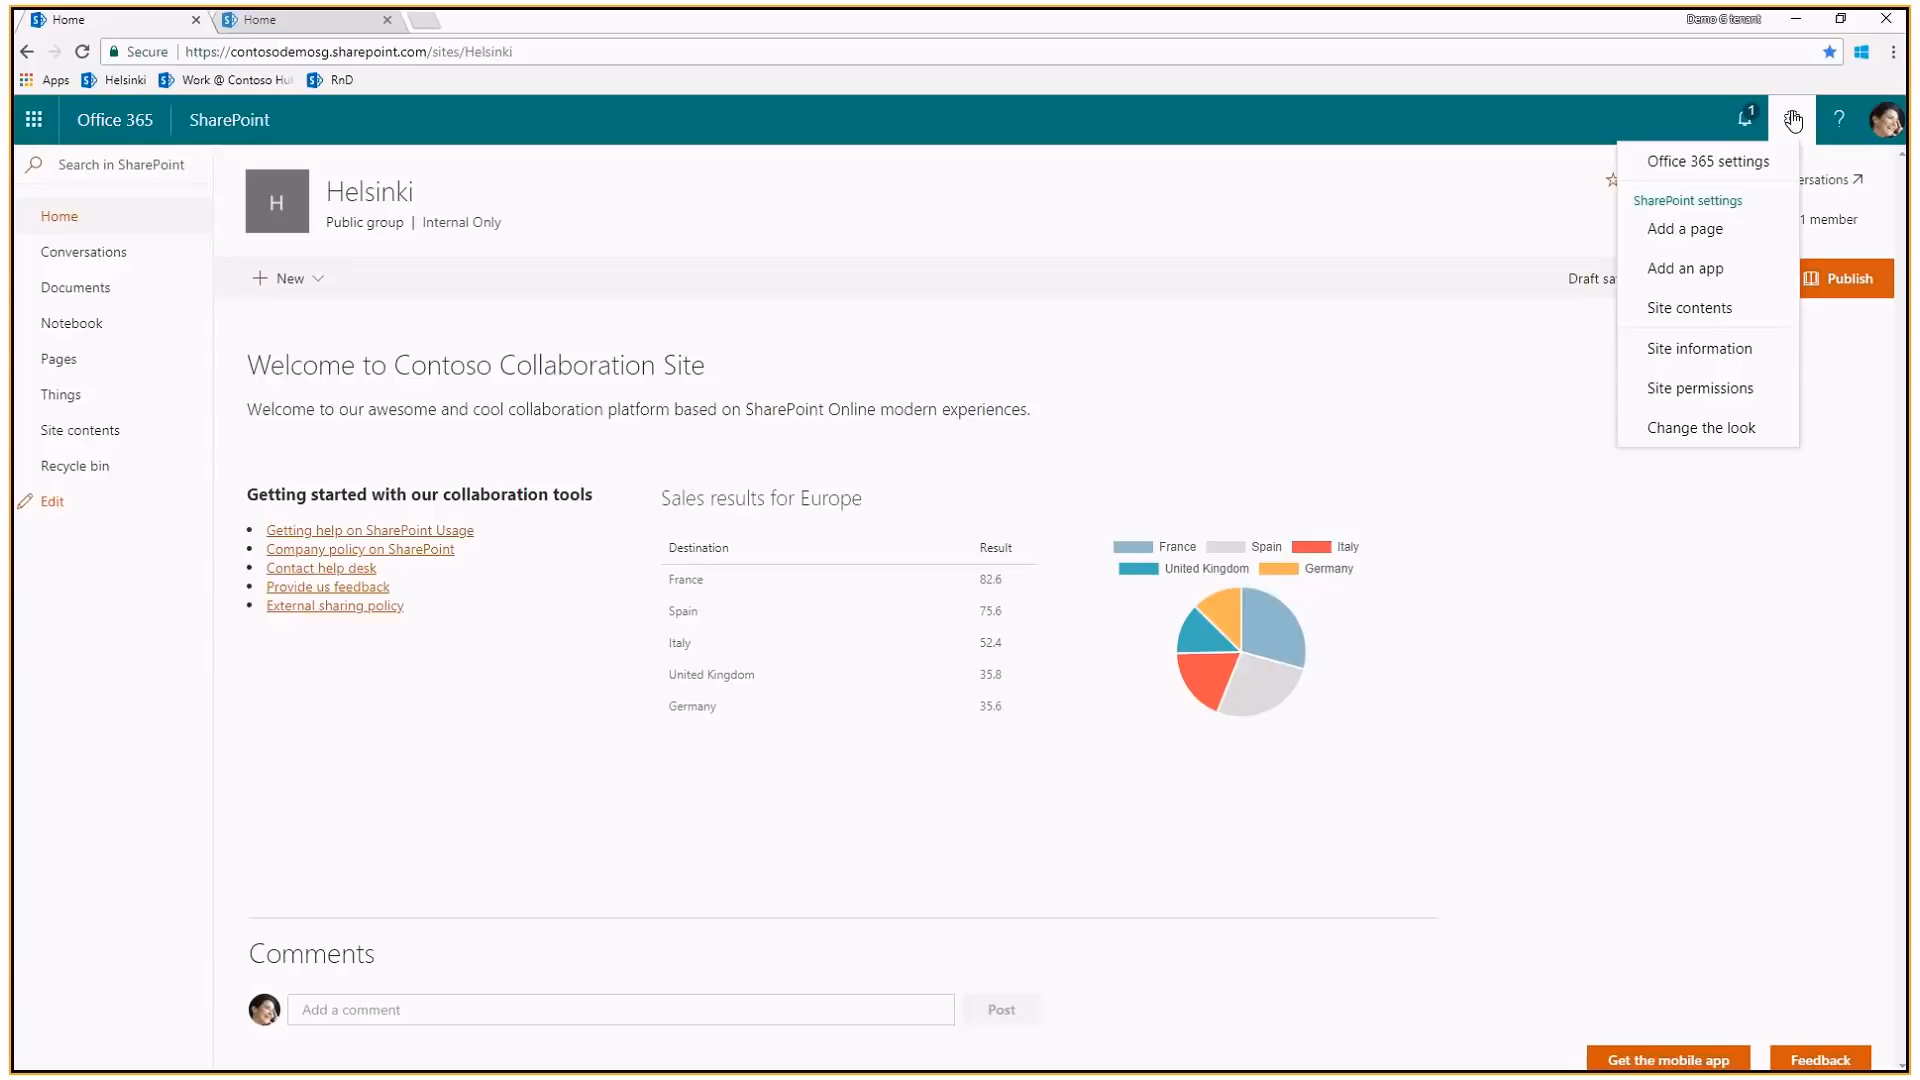 Home
Home
Demo G tenant
Secure
https://contosodemosg.sharepoint.com/sites/Helsinki
Apps
Helsinki
Work @ Contoso Hu
RnD
Office 365
SharePoint
1
?
Search in SharePoint
Home
Conversations
Documents
Notebook
Pages
Things
Site contents
Recycle bin
Edit
H
Helsinki
Public group | Internal Only
ersations
1 member
New
Draft sa
Publish
Office 365 settings
SharePoint settings
Add a page
Add an app
Site contents
Site information
Site permissions
Change the look
Welcome to Contoso Collaboration Site
Welcome to our awesome and cool collaboration platform based on SharePoint Online modern experiences.
Getting started with our collaboration tools
Getting help on SharePoint Usage
Company policy on SharePoint
Contact help desk
Provide us feedback
External sharing policy
Sales results for Europe
Destination Result
France 82.6
Spain 75.6
Italy 52.4
United Kingdom 35.8
Germany 35.6
France Spain Italy
United Kingdom Germany
Comments
Add a comment
Post
Get the mobile app
Feedback